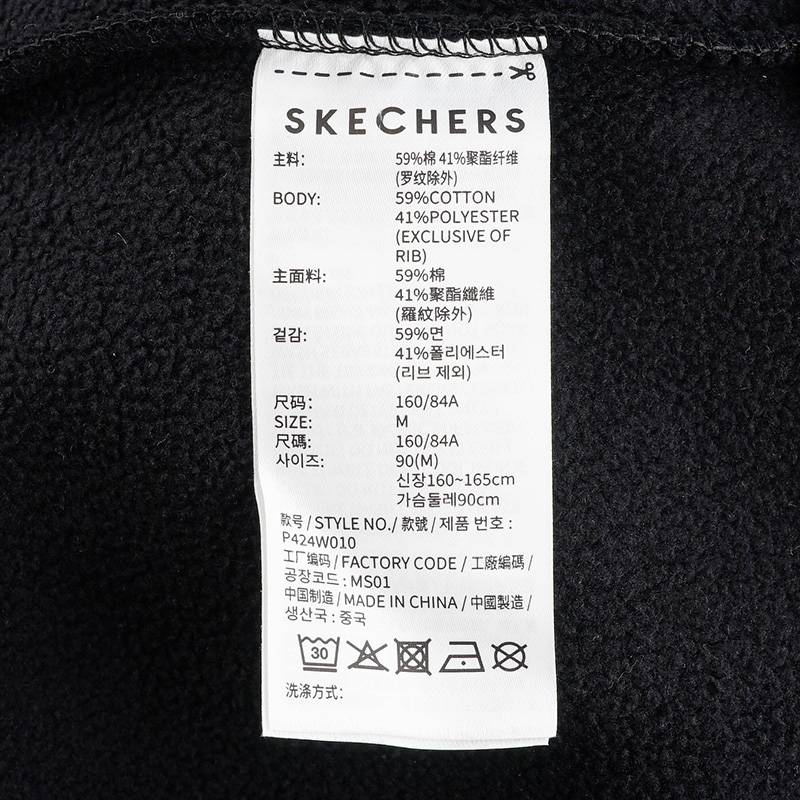 SKECHERS
主料: 59%棉 41%聚酯纤维
(罗纹除外)
BODY: 59%COTTON
41%POLYESTER
(EXCLUSIVE OF
RIB)
主面料: 59%棉
41%聚酯纖維
(羅紋除外)
겉감: 59%면
41%폴리에스터
(리브 제외)
尺码: 160/84A
SIZE: M
尺碼: 160/84A
사이즈: 90(M)
신장160~165cm
가슴둘레90cm
款号 / STYLE NO./ 款號 / 제품 번호 :
P424W010
工厂编码 / FACTORY CODE / 工廠編碼 /
공장코드 : MS01
中国制造 / MADE IN CHINA / 中國製造 /
생산국 : 중국
30
洗涤方式: